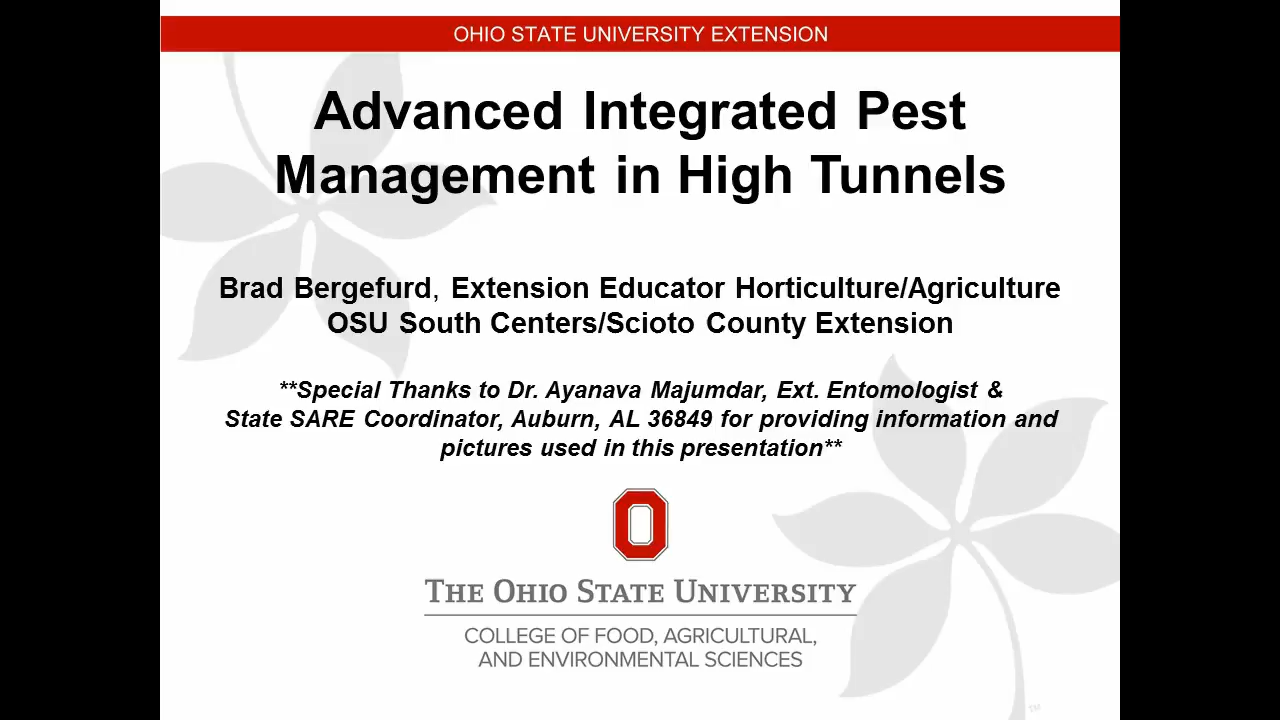 OHIO STATE UNIVERSITY EXTENSION
Advanced Integrated Pest
Management in High Tunnels
Brad Bergefurd, Extension Educator Horticulture/Agriculture
OSU South Centers/Scioto County Extension
**Special Thanks to Dr. Ayanava Majumdar, Ext. Entomologist &
State SARE Coordinator, Auburn, AL 36849 for providing information and
pictures used in this presentation**
O
THE OHIO STATE UNIVERSITY
COLLEGE OF FOOD, AGRICULTURAL,
AND ENVIRONMENTAL SCIENCES
TM